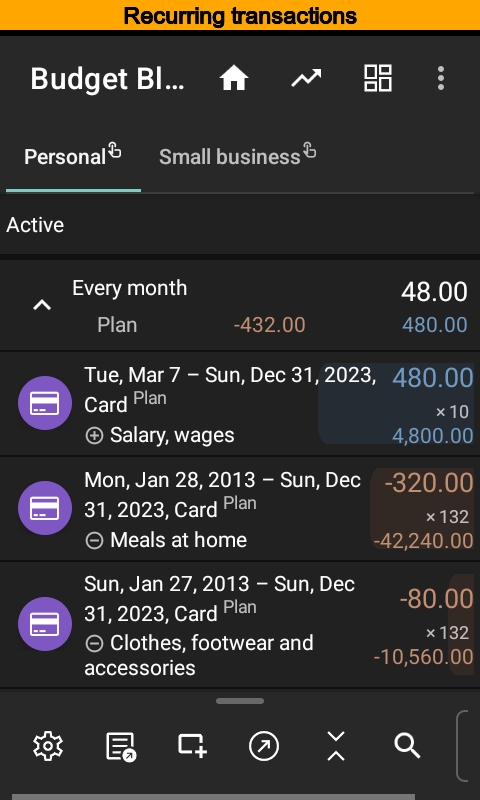 Recurring transactions
Budget Bl...
Personal Small business
Active
Every month 48.00
Plan -432.00 480.00
Tue, Mar 7 – Sun, Dec 31, 2023, 480.00
Card Plan × 10
Salary, wages 4,800.00
Mon, Jan 28, 2013 – Sun, Dec -320.00
31, 2023, Card Plan × 132
Meals at home -42,240.00
Sun, Jan 27, 2013 – Sun, Dec -80.00
31, 2023, Card Plan × 132
Clothes, footwear and -10,560.00
accessories